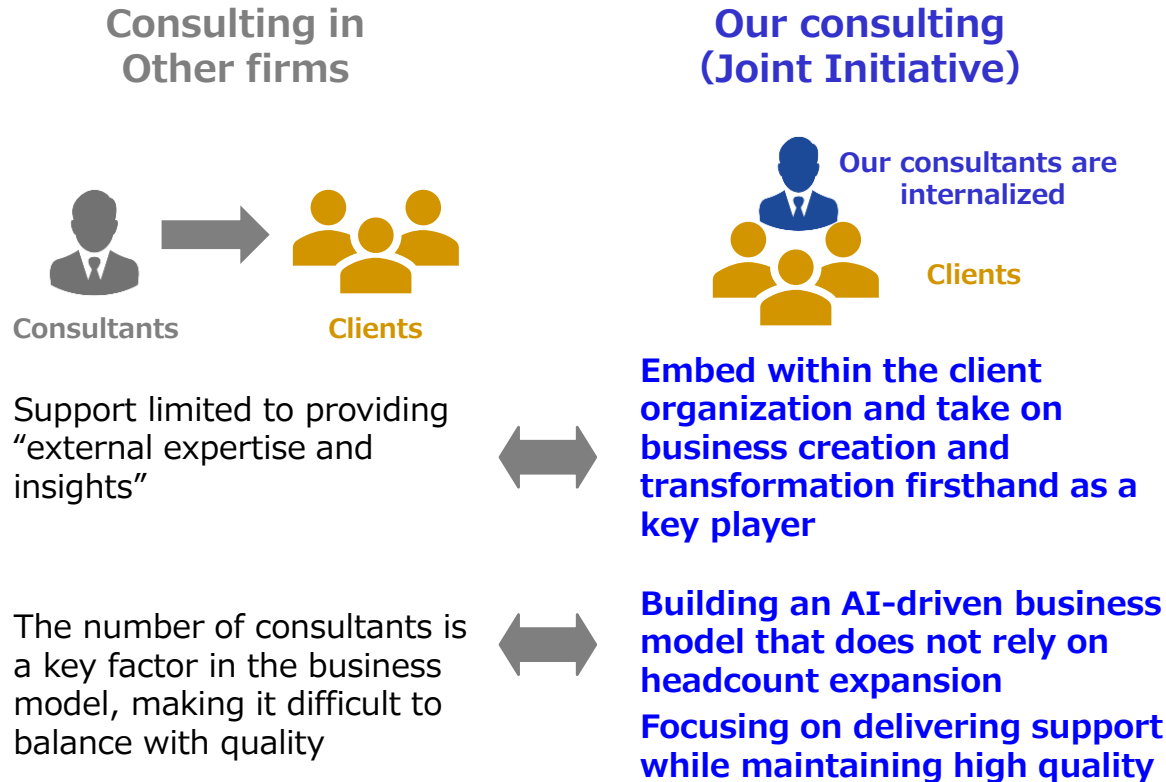 Consulting in
Other firms
Our consulting
（Joint Initiative）
Our consultants are
internalized
Clients
Consultants
Clients
Support limited to providing
“external expertise and
insights”
Embed within the client
organization and take on
business creation and
transformation firsthand as a
key player
The number of consultants is
a key factor in the business
model, making it difficult to
balance with quality
Building an AI-driven business
model that does not rely on
headcount expansion
Focusing on delivering support
while maintaining high quality